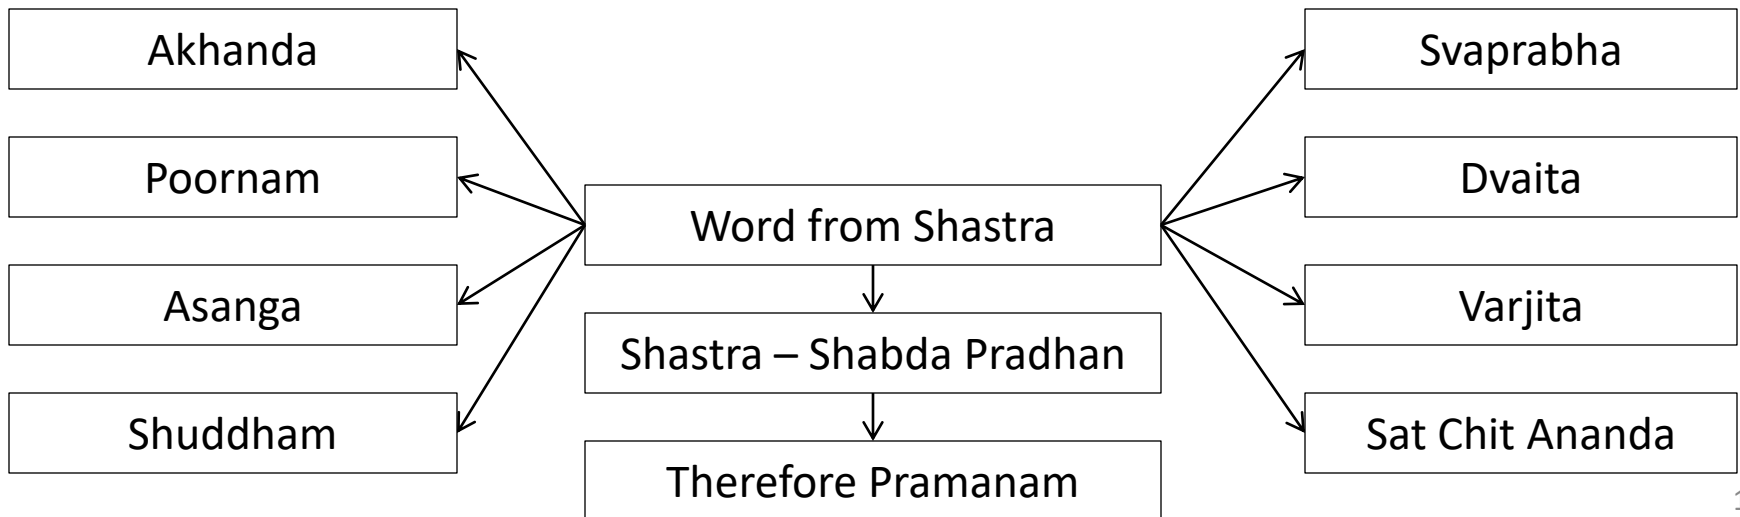 Akhanda
Poornam
Asanga
Shuddham
Word from Shastra
Shastra – Shabda Pradhan
Therefore Pramanam
Svaprabha
Dvaita
Varjita
Sat Chit Ananda